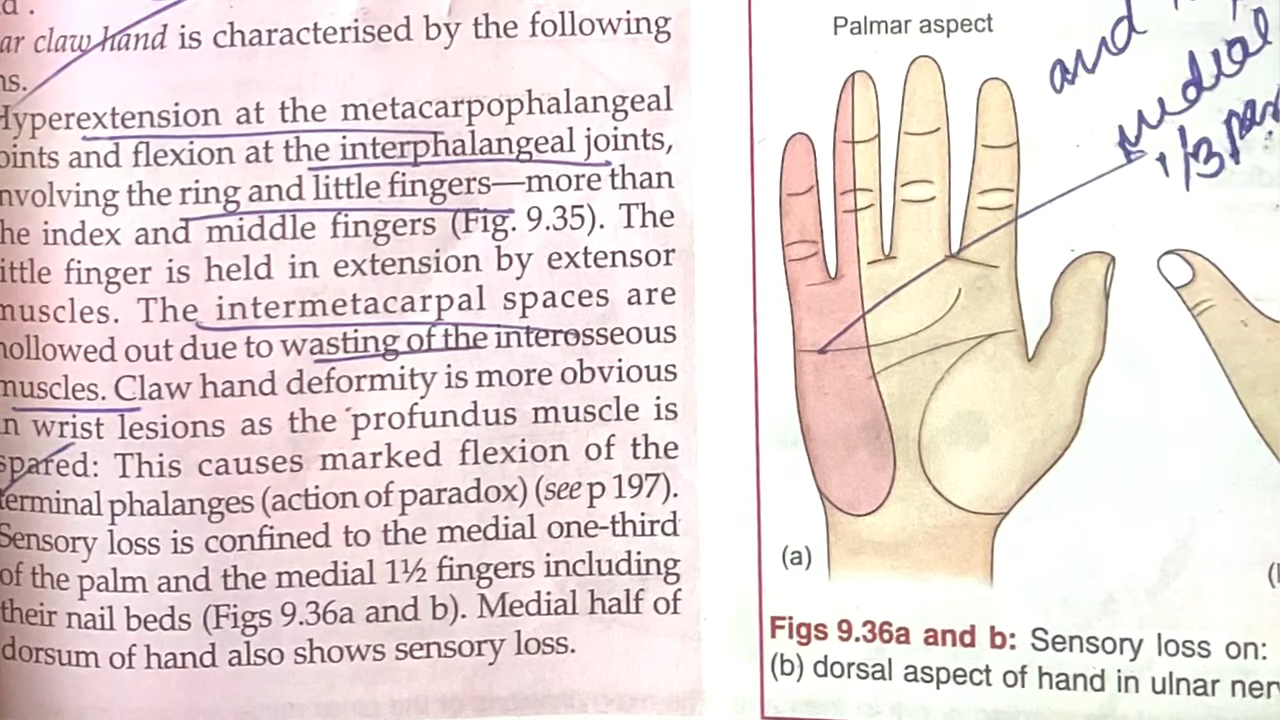 ar claw hand is characterised by the following
ns.
Hyperextension at the metacarpophalangeal
oints and flexion at the interphalangeal joints,
nvolving the ring and little fingers—more than
he index and middle fingers (Fig. 9.35). The
ittle finger is held in extension by extensor
muscles. The intermetacarpal spaces are
hollowed out due to wasting of the interosseous
muscles. Claw hand deformity is more obvious
n wrist lesions as the profundus muscle is
spared: This causes marked flexion of the
terminal phalanges (action of paradox) (see p 197).
Sensory loss is confined to the medial one-third
of the palm and the medial 1½ fingers including
their nail beds (Figs 9.36a and b). Medial half of
dorsum of hand also shows sensory loss.
Palmar aspect
and
medial
1/3
(a)
Figs 9.36a and b: Sensory loss on:
(b) dorsal aspect of hand in ulnar ner